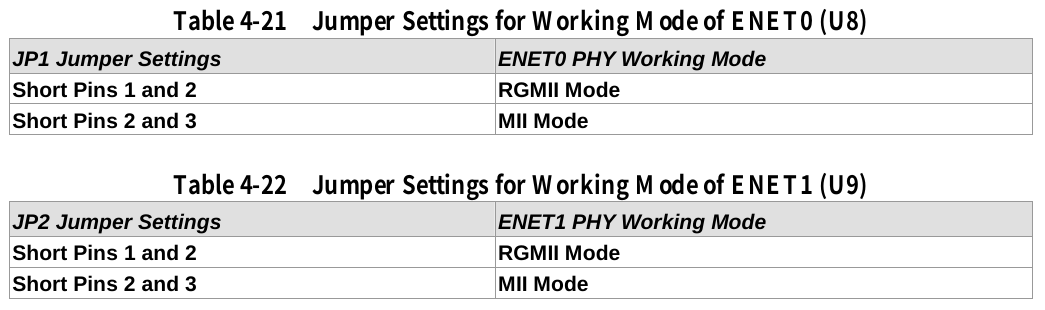 Table 4-21 Jumper Settings for Working Mode of ENET0 (U8)
JP1 Jumper Settings ENET0 PHY Working Mode
Short Pins 1 and 2 RGMII Mode
Short Pins 2 and 3 MII Mode
Table 4-22 Jumper Settings for Working Mode of ENET1 (U9)
JP2 Jumper Settings ENET1 PHY Working Mode
Short Pins 1 and 2 RGMII Mode
Short Pins 2 and 3 MII Mode